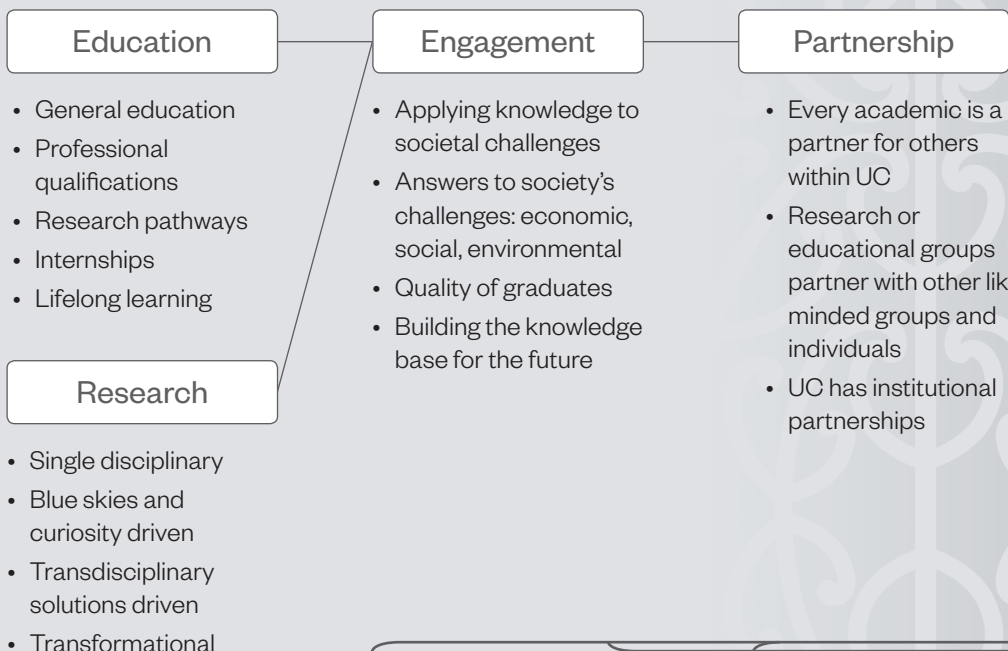 Education
• General education
• Professional
qualifications
• Research pathways
• Internships
• Lifelong learning
Research
• Single disciplinary
• Blue skies and
curiosity driven
• Transdisciplinary
solutions driven
• Transformational
Engagement
• Applying knowledge to
societal challenges
• Answers to society's
challenges: economic,
social, environmental
• Quality of graduates
• Building the knowledge
base for the future
Partnership
• Every academic is a
partner for others
within UC
• Research or
educational groups
partner with other
minded groups and
individuals
• UC has institutional
partnerships